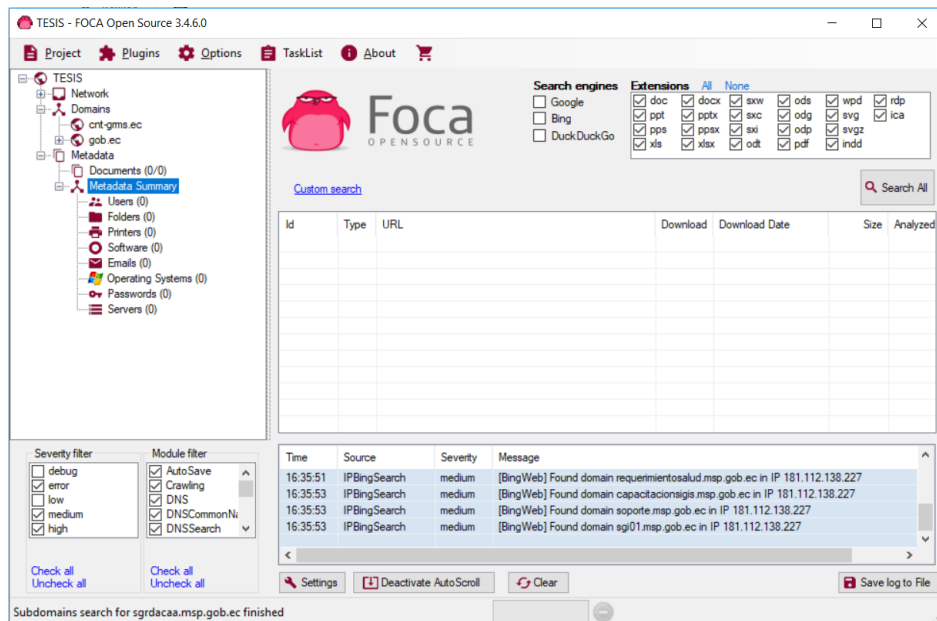 TESIS - FOCA Open Source 3.4.6.0
Project Plugins Options TaskList About
TESIS
Network
Domains
cnt-gms.ec
gob.ec
Metadata
Documents (0/0)
Metadata Summary
Users (0)
Folders (0)
Printers (0)
Software (0)
Emails (0)
Operating Systems (0)
Passwords (0)
Servers (0)
Foca
OPENSOURCE
Search engines
Google
Bing
DuckDuckGo
Extensions All None
doc docx sxw ods wpd rdp
ppt pptx sxc odg svg ica
pps ppsx sxi odp svgz
xls xlsx odt pdf indd
Custom search
Search All
Id Type URL Download Download Date Size Analyzed
Severity filter
debug
error
low
medium
high
Check all
Uncheck all
Module filter
AutoSave
Crawling
DNS
DNSCommonNa
DNSSearch
Check all
Uncheck all
Time Source Severity Message
16:35:51 IPBingSearch medium [BingWeb] Found domain requerimientosalud.msp.gob.ec in IP 181.112.138.227
16:35:53 IPBingSearch medium [BingWeb] Found domain capacitacionsigis.msp.gob.ec in IP 181.112.138.227
16:35:53 IPBingSearch medium [BingWeb] Found domain soporte.msp.gob.ec in IP 181.112.138.227
16:35:53 IPBingSearch medium [BingWeb] Found domain sgi01.msp.gob.ec in IP 181.112.138.227
Settings Deactivate AutoScroll Clear Save log to File
Subdomains search for sgrdacaa.msp.gob.ec finished